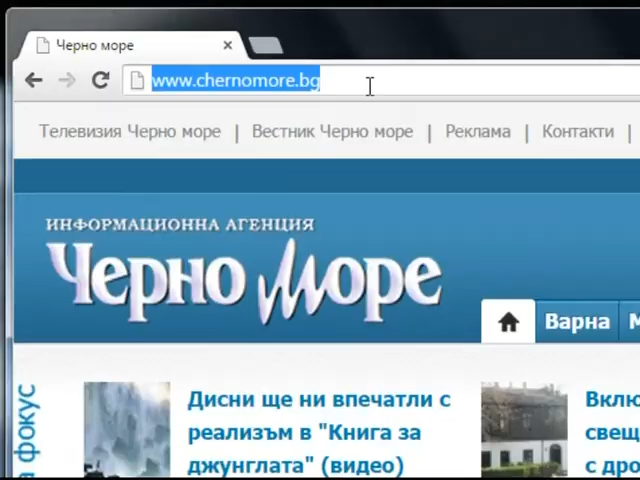 Черно море
www.chernomore.bg
Телевизия Черно море | Вестник Черно море | Реклама | Контакти |
ИНФОРМАЦИОННА АГЕНЦИЯ
Черно море
Варна
фокус
Дисни ще ни впечатли с
реализъм в "Книга за
джунглата" (видео)